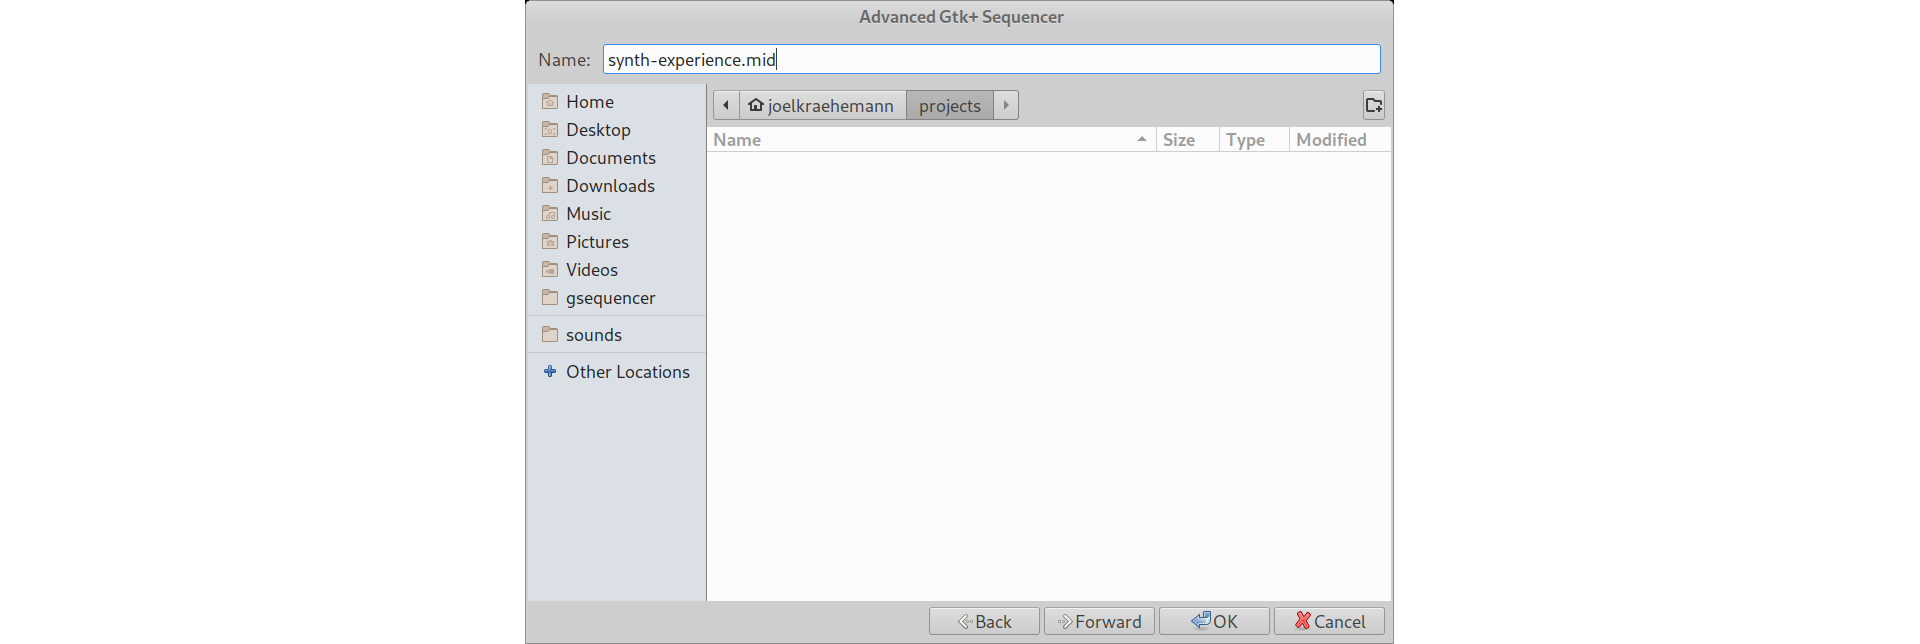 Advanced Gtk+ Sequencer
Name: synth-experience.mid
Home
Desktop
Documents
Downloads
Music
Pictures
Videos
gsequencer
sounds
Other Locations
joelkraehemann projects
Name Size Type Modified
Back Forward OK Cancel